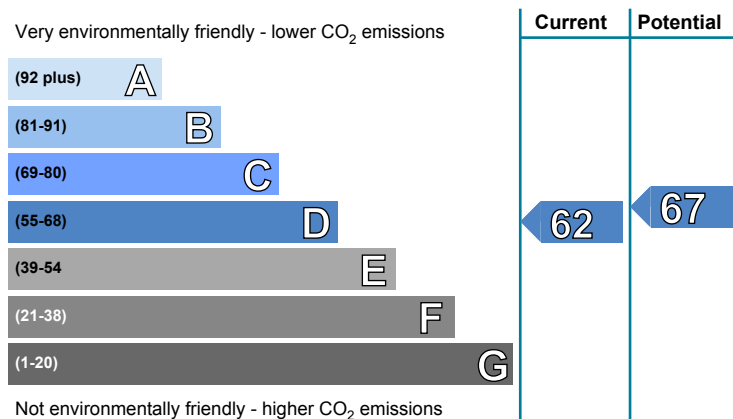 Very environmentally friendly - lower CO2 emissions
Current
Potential
(92 plus) A
(81-91) B
(69-80) C
(55-68) D
(39-54 E
(21-38) F
(1-20) G
62
67
Not environmentally friendly - higher CO2 emissions